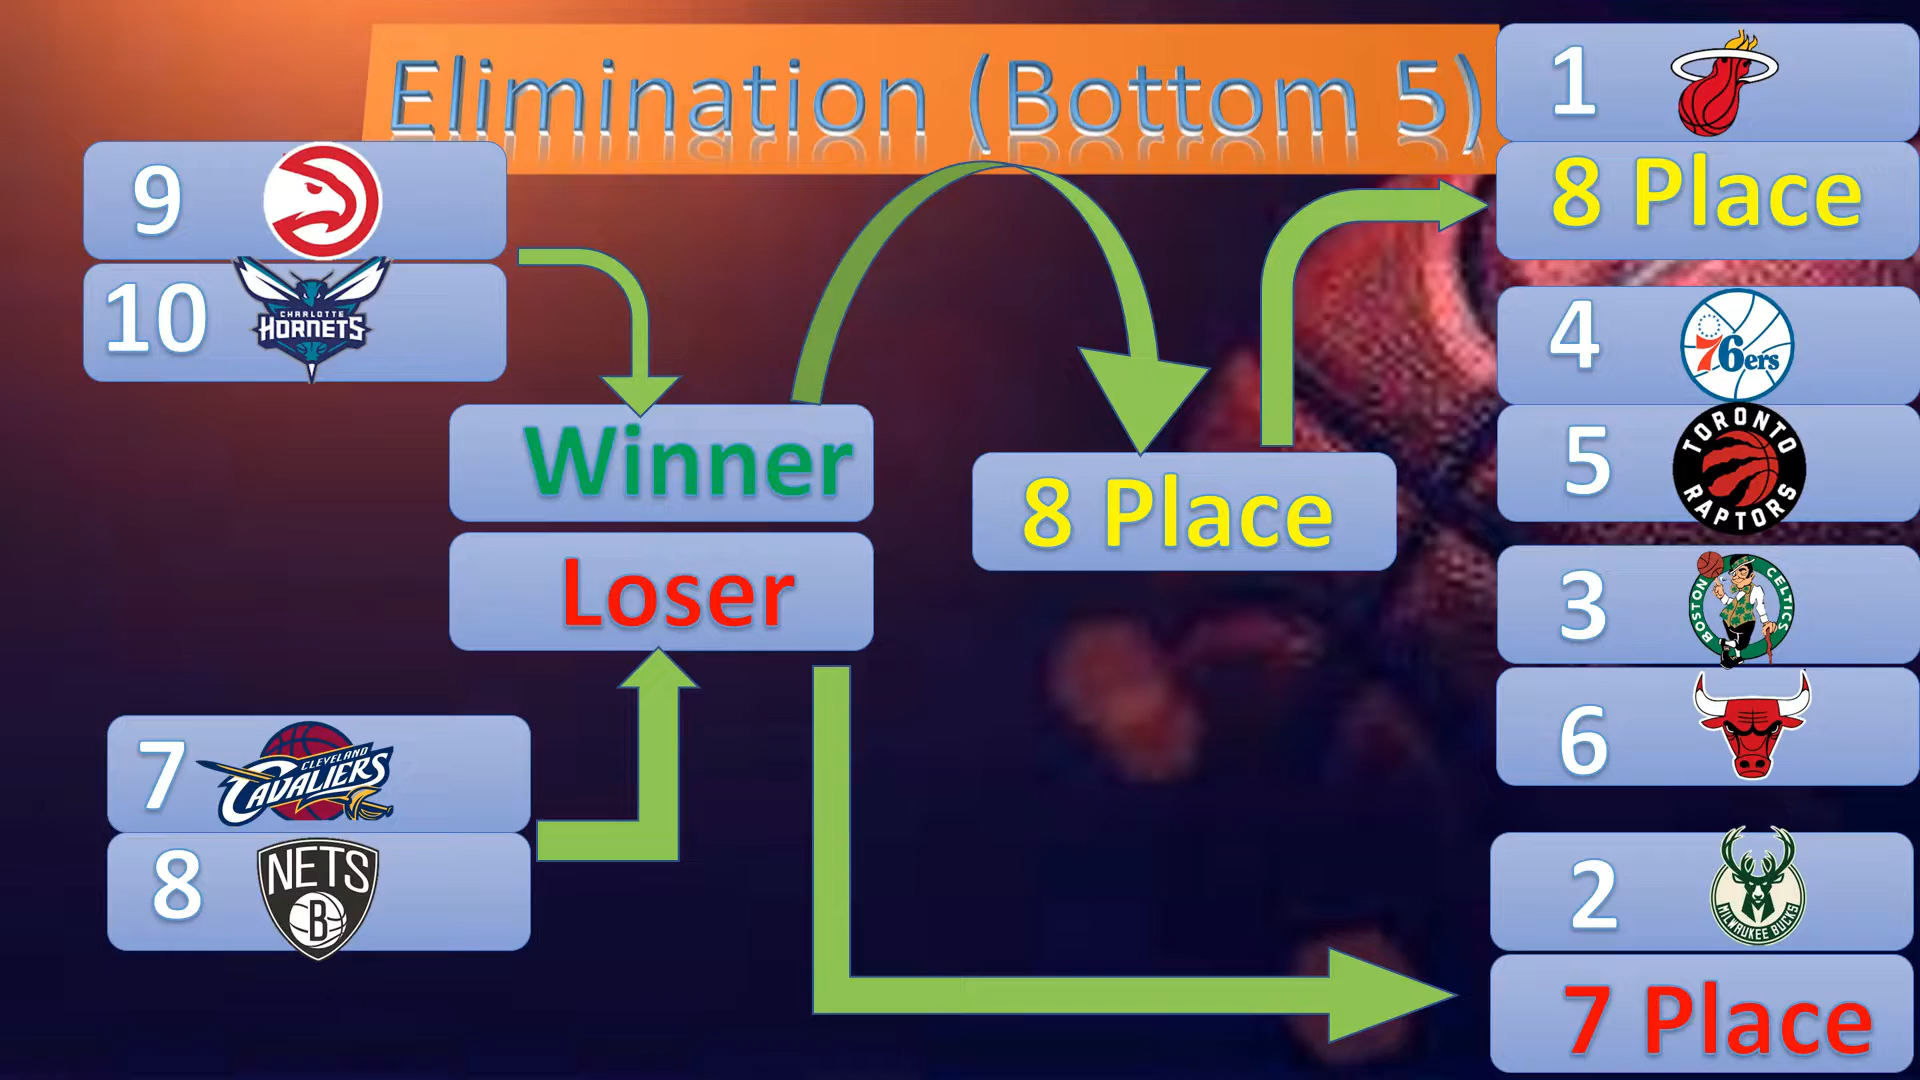 Elimination (Bottom 5)
9
10
CHARLOTTE
HORNETS
Winner
Loser
7
CLEVELAND
CAVALIERS
8
NETS
B
8 Place
1
8 Place
4
76ers
5
TORONTO
RAPTORS
3
BOSTON CELTICS
6
2
MILWAUKEE BUCKS
7 Place